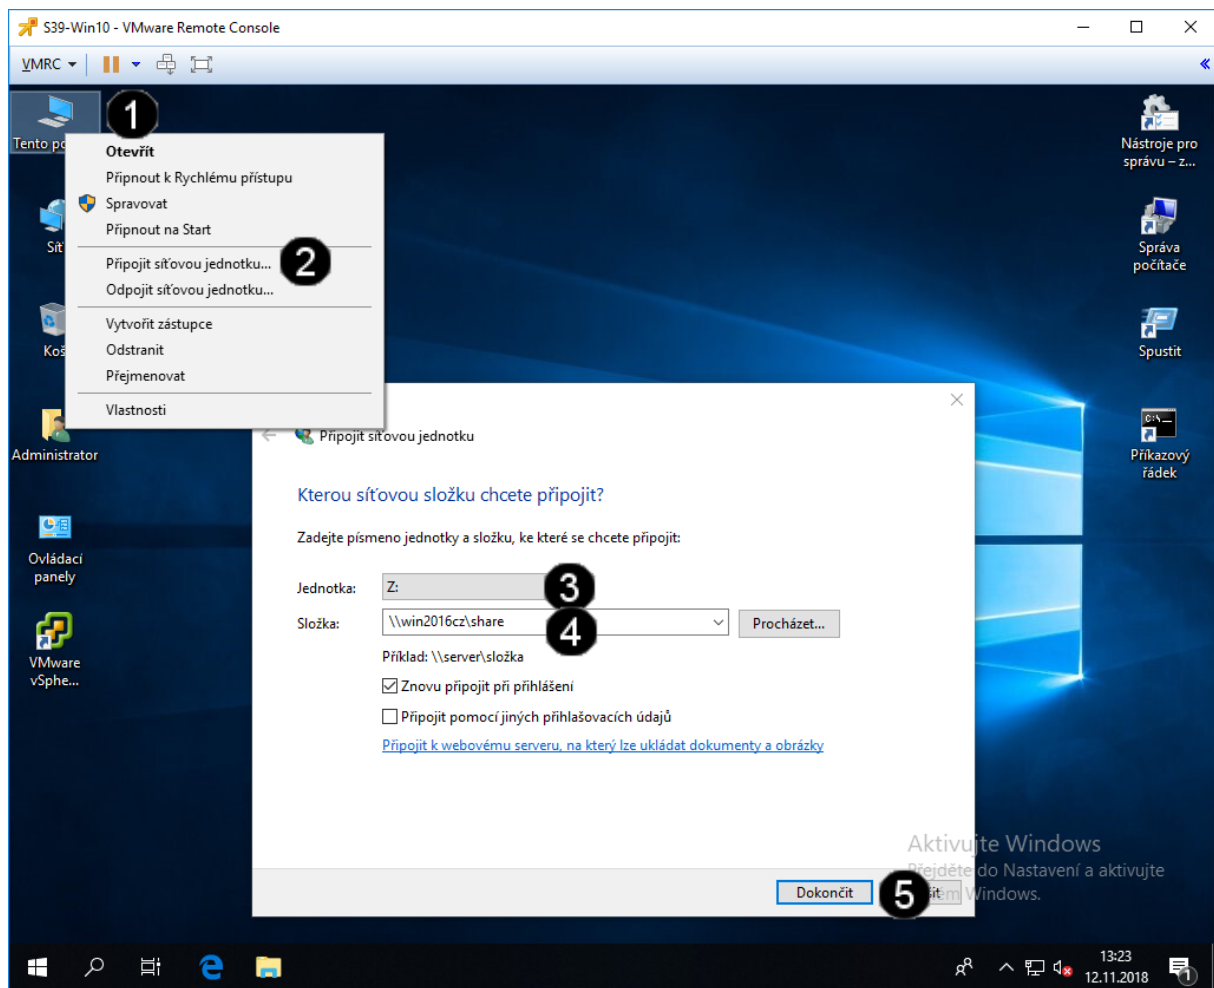 S39-Win10 - VMware Remote Console
VMRC
1
Tento
Otevřít
Připnout k Rychlému přístupu
Spravovat
Připnout na Start
Připojit síťovou jednotku...
2
Odpojit síťovou jednotku...
Vytvořit zástupce
Odstranit
Přejmenovat
Vlastnosti
Administrator
Ovládací
panely
VMware
vSphe...
Nástroje pro
správu – z...
Správa
počítače
Spustit
C:\
Příkazový
řádek
Připojit síťovou jednotku
Kterou síťovou složku chcete připojit?
Zadejte písmeno jednotky a složku, ke které se chcete připojit:
Jednotka:
Z:
3
Složka:
\\win2016cz\share
4
Procházet...
Příklad: \\server\složka
Znovu připojit při přihlášení
Připojit pomocí jiných přihlašovacích údajů
Připojit k webovému serveru, na který lze ukládat dokumenty a obrázky
Dokončit
5
Aktivujte Windows
Přejděte do Nastavení a aktivujte
Windows.
13:23
12.11.2018
1